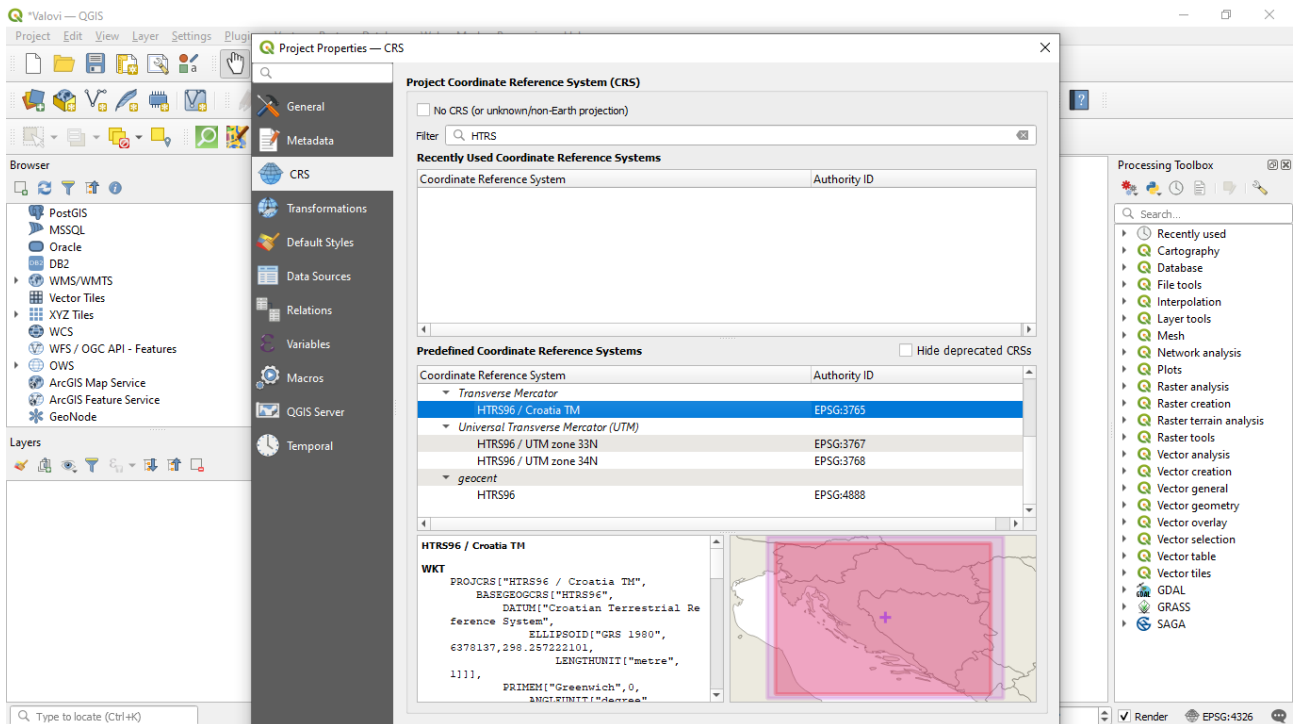 *Valovi — QGIS
Project Edit View Layer Settings
Project Properties — CRS
General
Metadata
CRS
Transformations
Default Styles
Data Sources
Relations
Variables
Macros
QGIS Server
Temporal
Project Coordinate Reference System (CRS)
No CRS (or unknown/non-Earth projection)
Filter HTRS
Recently Used Coordinate Reference Systems
Coordinate Reference System Authority ID
Predefined Coordinate Reference Systems Hide deprecated CRSs
Coordinate Reference System Authority ID
Transverse Mercator
HTRS96 / Croatia TM EPSG:3765
Universal Transverse Mercator (UTM)
HTRS96 / UTM zone 33N EPSG:3767
HTRS96 / UTM zone 34N EPSG:3768
geocent
HTRS96 EPSG:4888
HTRS96 / Croatia TM
WKT
PROJCRS["HTRS96 / Croatia TM",
BASEGEOGCRS["HTRS96",
DATUM["Croatian Terrestrial Re
ference System",
ELLIPSOID["GRS 1980",
6378137,298.257222101,
LENGTHUNIT["metre",
1]]],
PRIMEM["Greenwich",0,
ANGLEUNIT["degree"
Browser
PostGIS
MSSQL
Oracle
DB2
WMS/WMTS
Vector Tiles
XYZ Tiles
WCS
WFS / OGC API - Features
OWS
ArcGIS Map Service
ArcGIS Feature Service
GeoNode
Layers
Type to locate (Ctrl+K)
Processing Toolbox
Search...
Recently used
Cartography
Database
File tools
Interpolation
Layer tools
Mesh
Network analysis
Plots
Raster analysis
Raster creation
Raster terrain analysis
Raster tools
Vector analysis
Vector creation
Vector general
Vector geometry
Vector overlay
Vector selection
Vector table
Vector tiles
GDAL
GRASS
SAGA
Render EPSG:4326